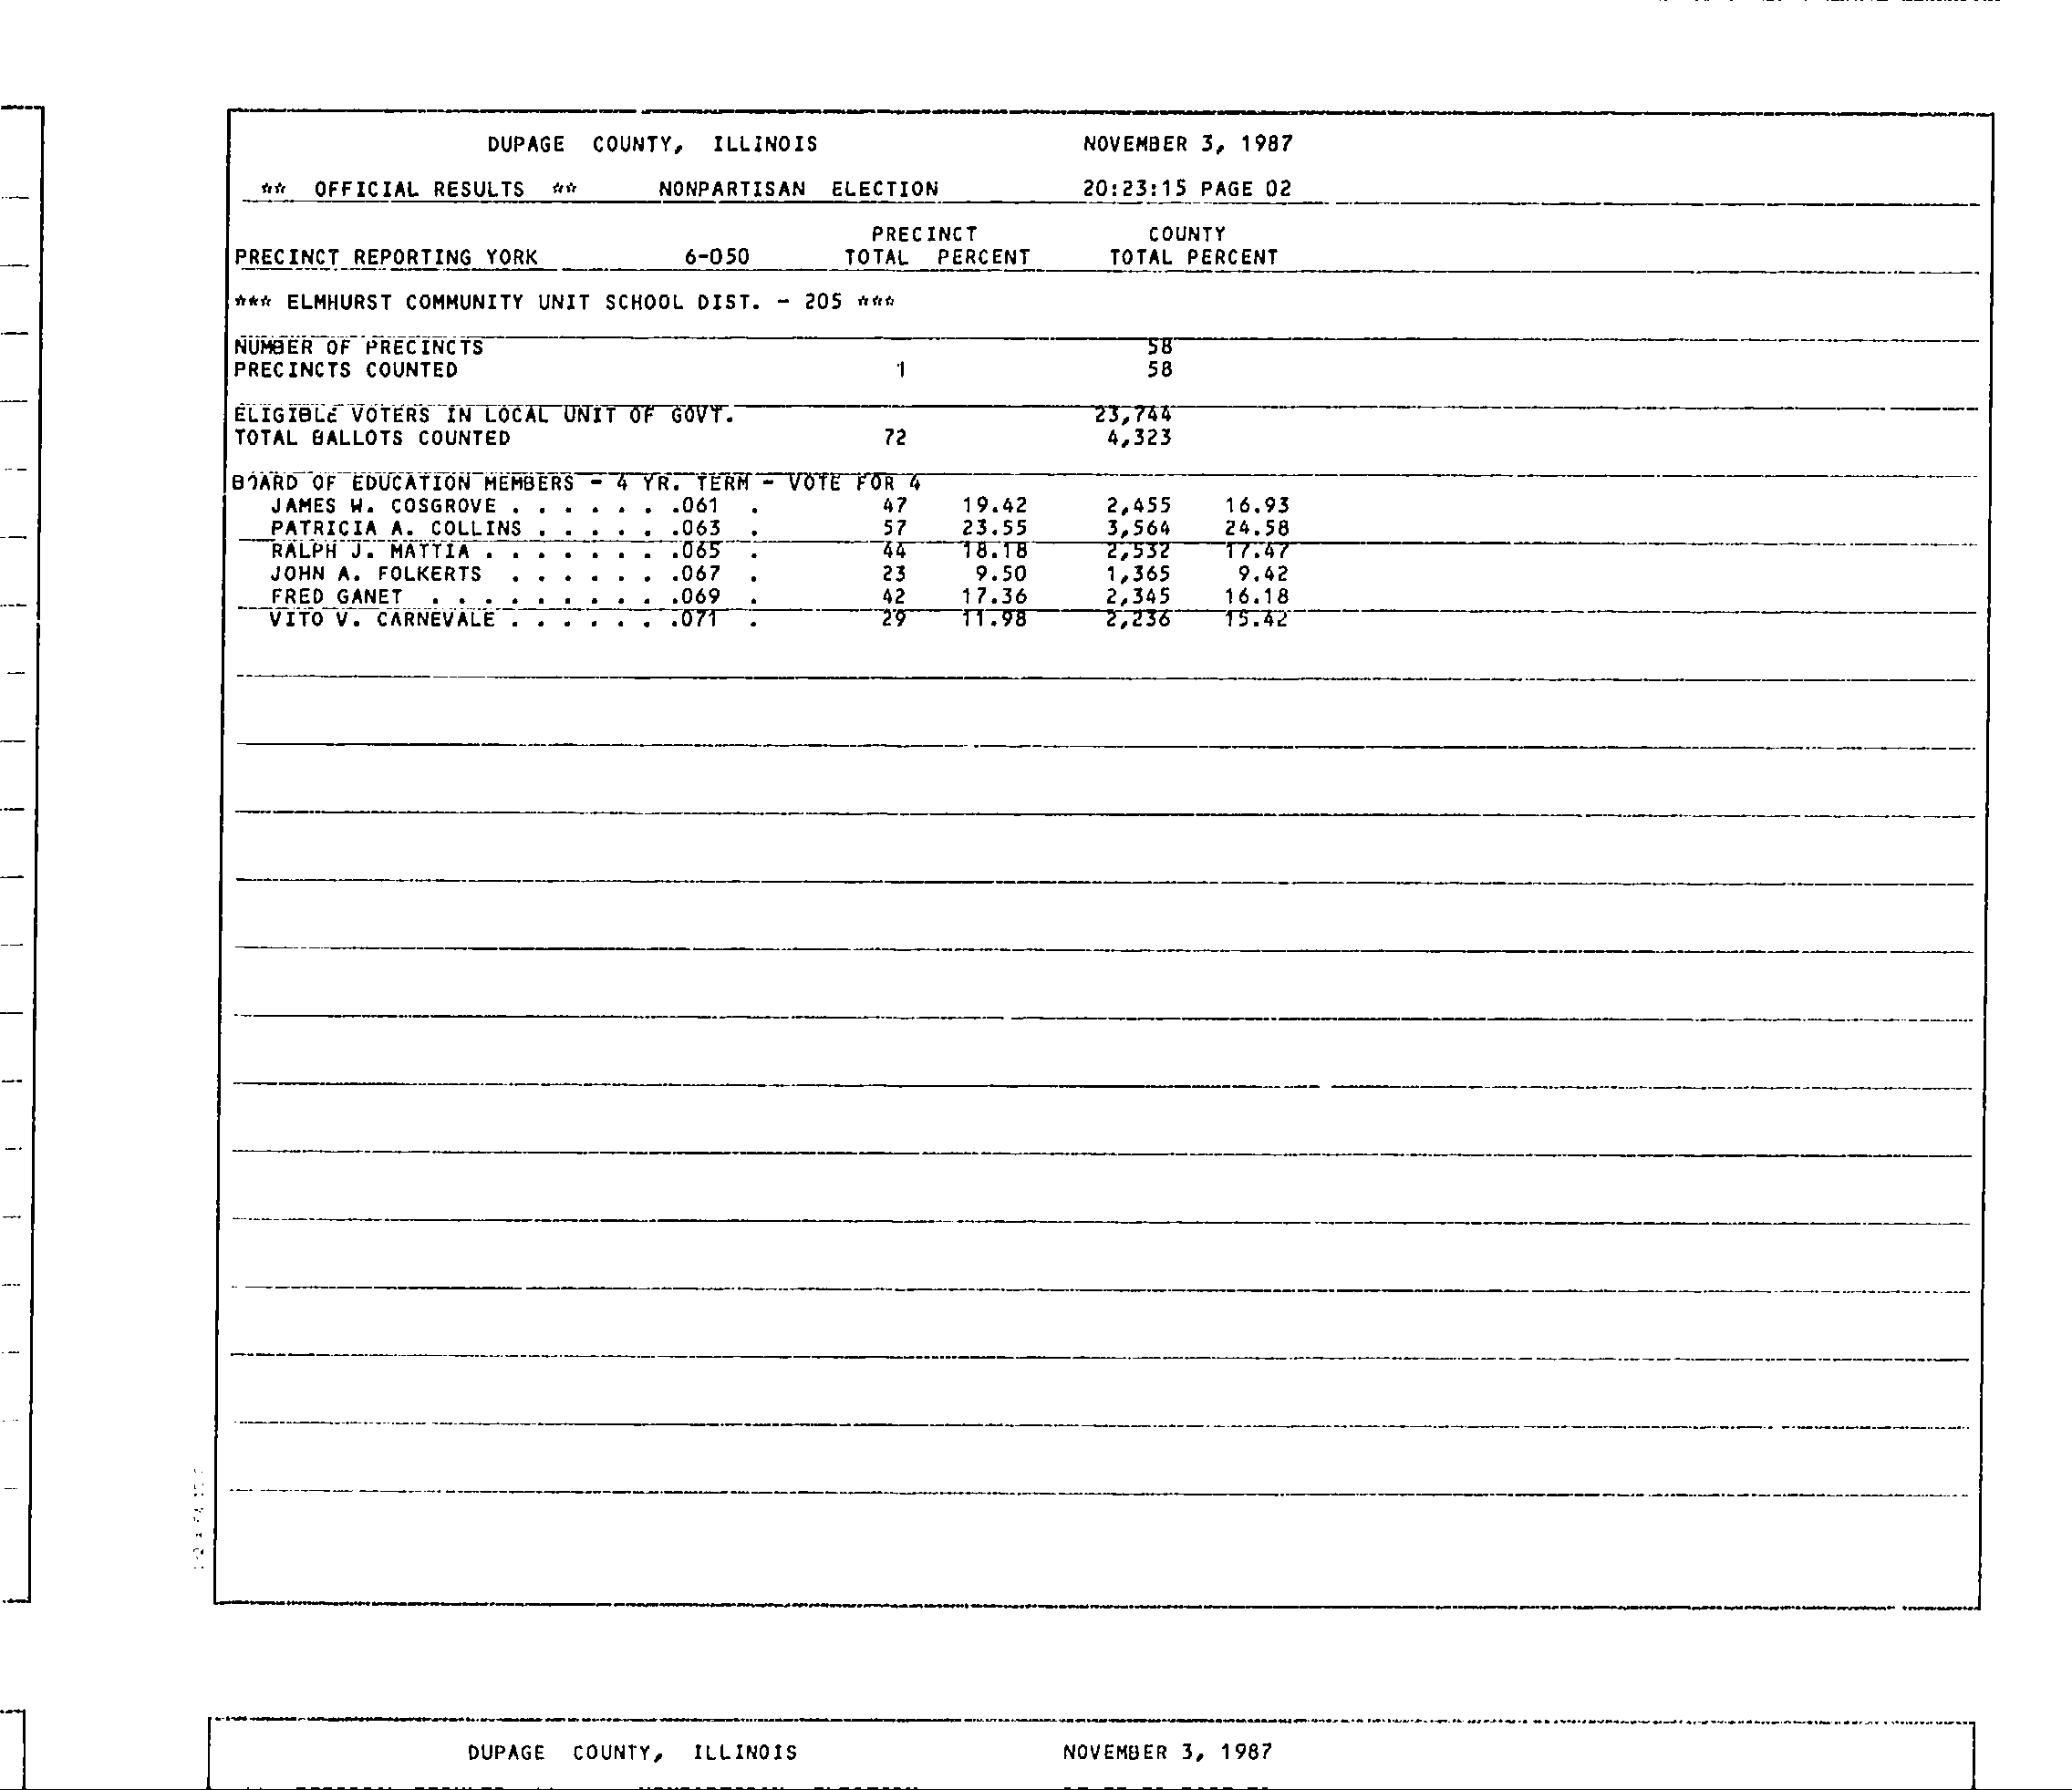 DUPAGE COUNTY, ILLINOIS NOVEMBER 3, 1987
** OFFICIAL RESULTS ** NONPARTISAN ELECTION 20:23:15 PAGE 02
PRECINCT COUNTY
PRECINCT REPORTING YORK 6-050 TOTAL PERCENT TOTAL PERCENT
*** ELMHURST COMMUNITY UNIT SCHOOL DIST. - 205 ***
NUMBER OF PRECINCTS 58
PRECINCTS COUNTED 1 58
ELIGIBLE VOTERS IN LOCAL UNIT OF GOVT. 23,744
TOTAL BALLOTS COUNTED 72 4,323
BOARD OF EDUCATION MEMBERS - 4 YR. TERM - VOTE FOR 4
JAMES W. COSGROVE . . . . . . .061 . 47 19.42 2,455 16.93
PATRICIA A. COLLINS . . . . . .063 . 57 23.55 3,564 24.58
RALPH J. MATTIA . . . . . . . .065 . 44 18.18 2,532 17.47
JOHN A. FOLKERTS . . . . . . .067 . 23 9.50 1,365 9.42
FRED GANET . . . . . . . . . .069 . 42 17.36 2,345 16.18
VITO V. CARNEVALE . . . . . . .071 . 29 11.98 2,236 15.42
DUPAGE COUNTY, ILLINOIS NOVEMBER 3, 1987